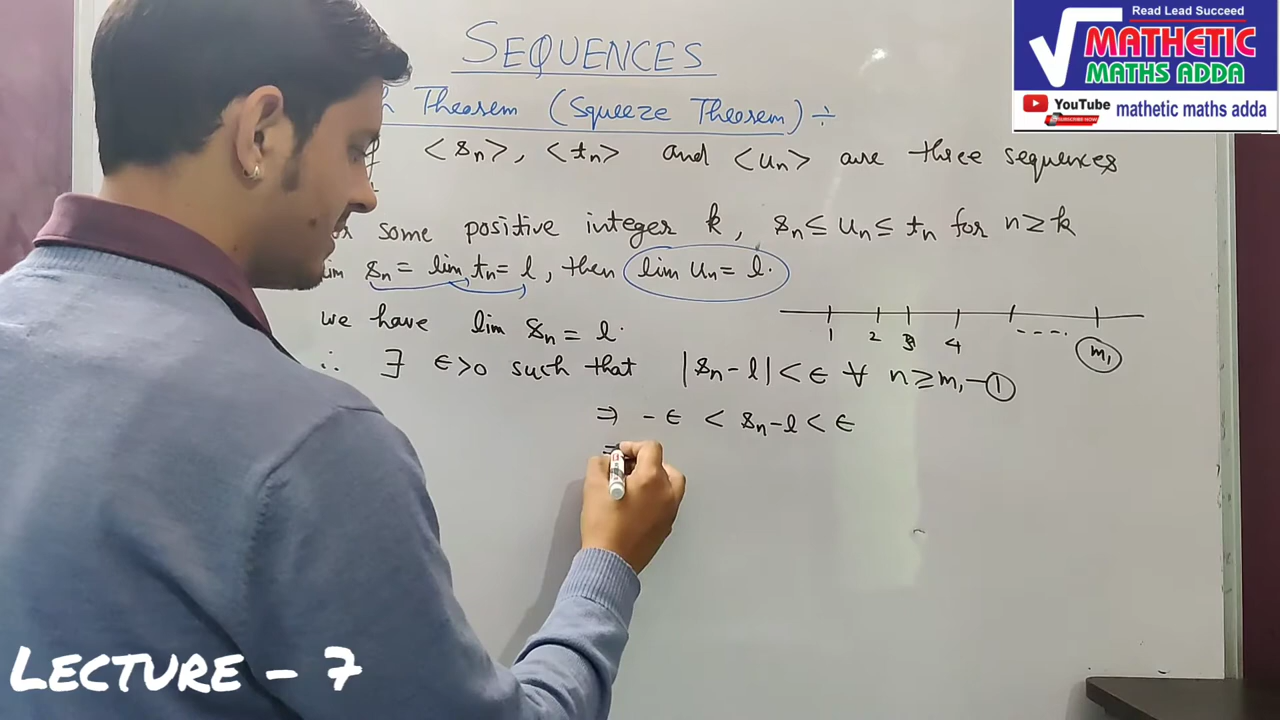 SEQUENCES
Theorem (Squeeze Theorem) ÷
<sn>, <tn> and <un> are three sequences
some positive integer k, sn ≤ un ≤ tn for n ≥ k
sn = lim tn = l, then lim un = l.
we have lim sn = l.
∴ ∃ ϵ>0 such that |sn - l| < ϵ ∀ n ≥ m1 - ①
⇒ -ϵ < sn - l < ϵ
1 2 3 4 ---- m1
Read Lead Succeed
MATHETIC
MATHS ADDA
YouTube mathetic maths adda
SUBSCRIBE NOW
LECTURE - 7